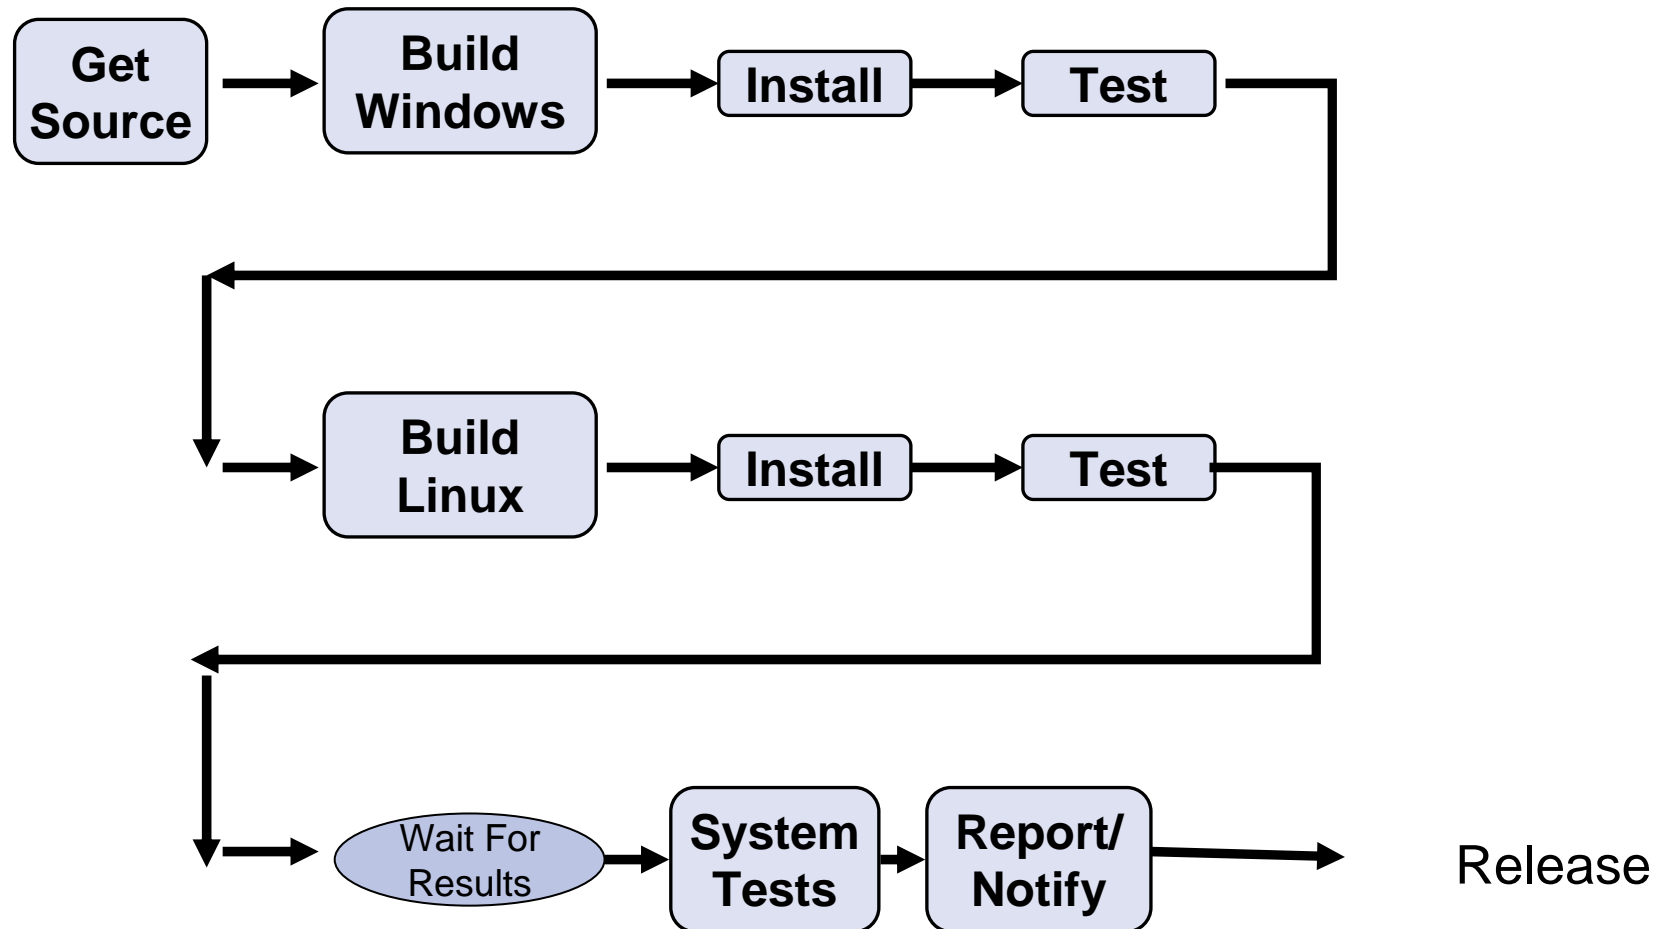 Get
Source
Build
Windows
Install
Test
Build
Linux
Install
Test
Wait For
Results
System
Tests
Report/
Notify
Release